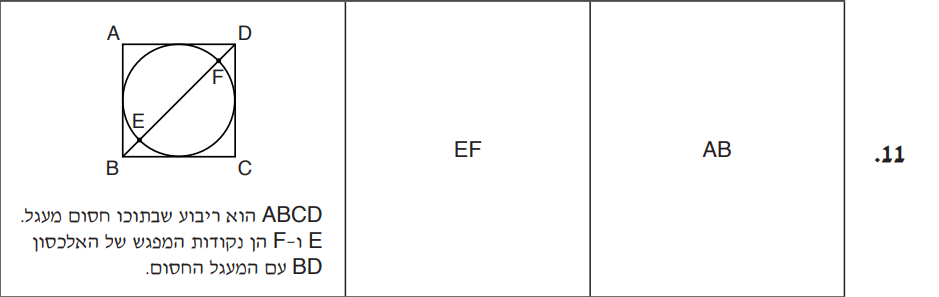 11.
AB
EF
A
D
F
E
B
C
ABCD הוא ריבוע שבתוכו חסום מעגל.
E ו-F הן נקודות המפגש של האלכסון
BD עם המעגל החסום.